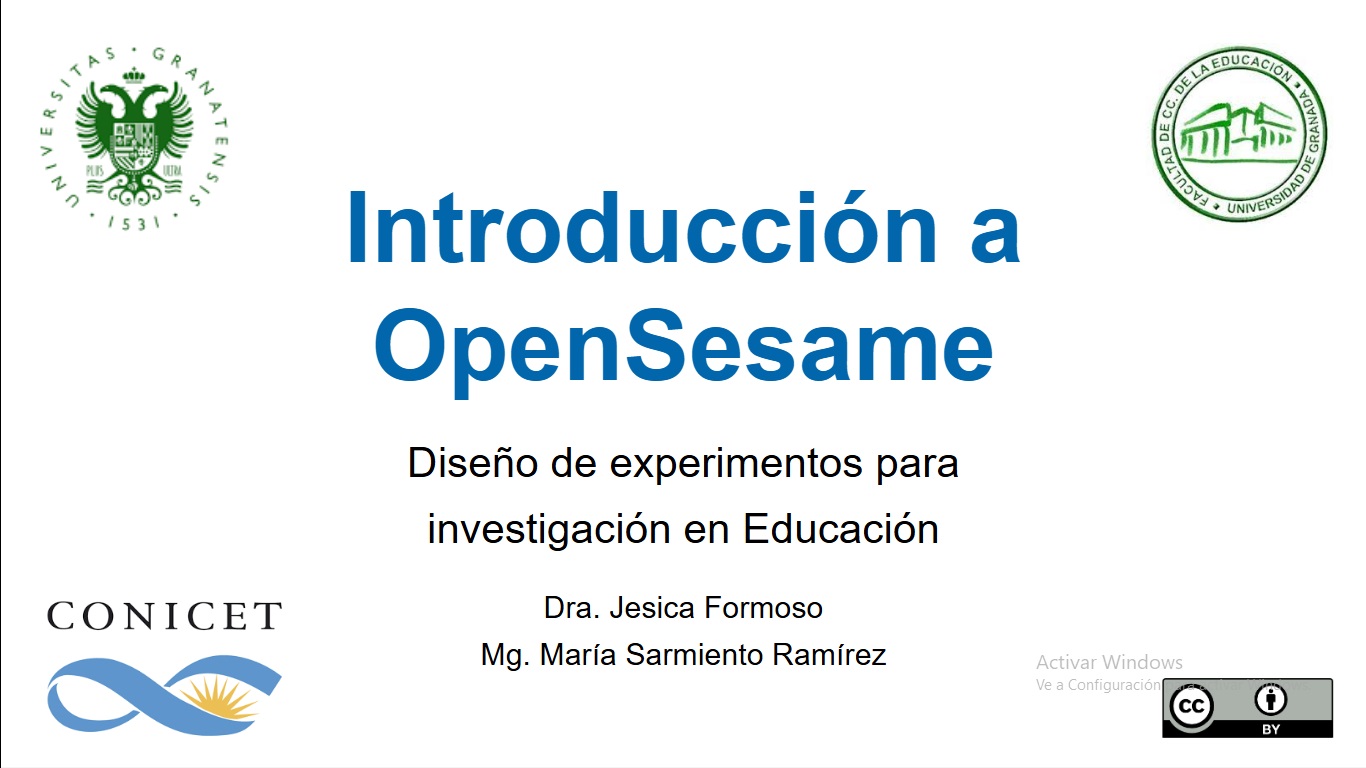 UNIVERSITAS · GRANATENSIS
PLUS ULTRA
· 1531 ·
FACULTAD DE CC. DE LA EDUCACIÓN
UNIVERSIDAD DE GRANADA
Introducción a
OpenSesame
Diseño de experimentos para
investigación en Educación
Dra. Jesica Formoso
Mg. María Sarmiento Ramírez
CONICET
Activar Windows
Ve a Configuración
CC
BY